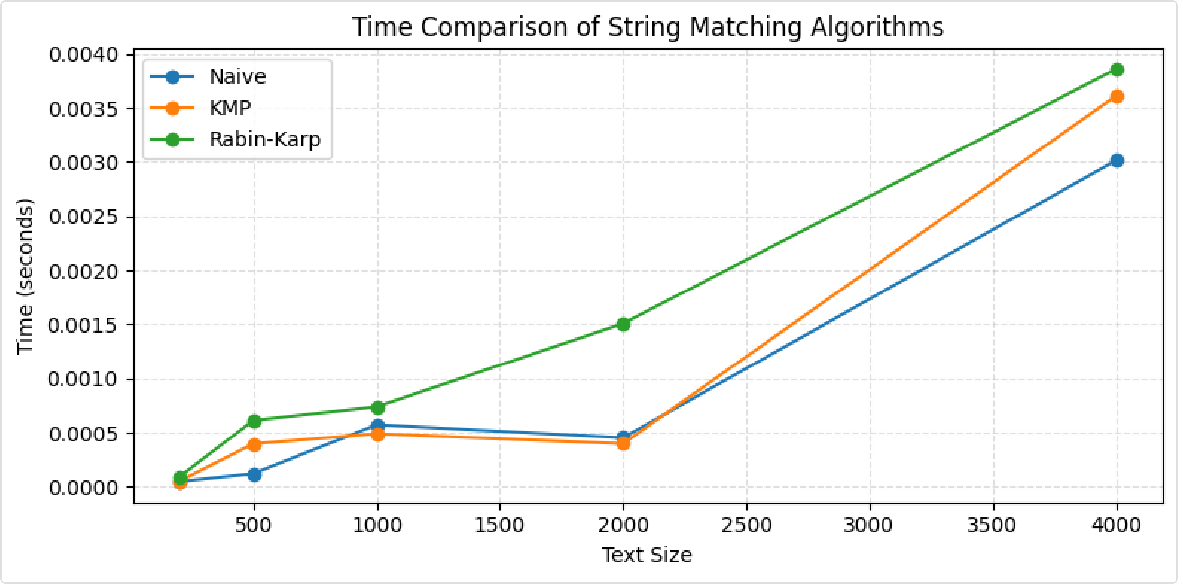 Time Comparison of String Matching Algorithms
0.0040
0.0035
0.0030
0.0025
0.0020
0.0015
0.0010
0.0005
0.0000
Time (seconds)
Naive
KMP
Rabin-Karp
500 1000 1500 2000 2500 3000 3500 4000
Text Size